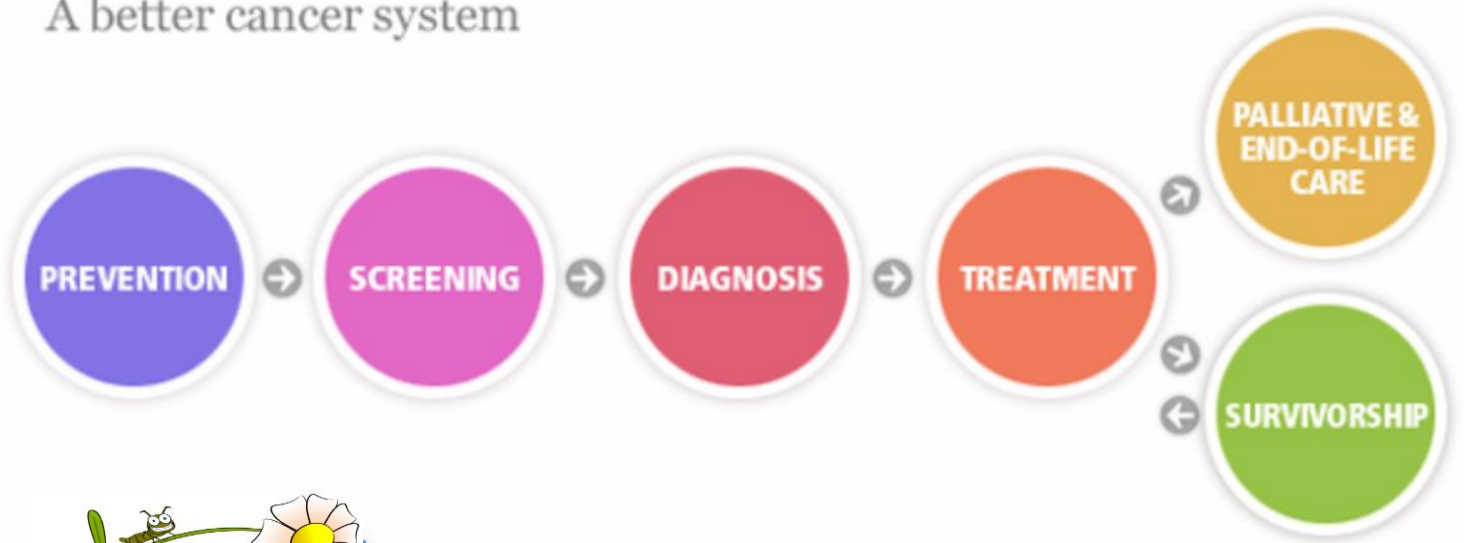 A better cancer system
PREVENTION
SCREENING
DIAGNOSIS
TREATMENT
PALLIATIVE &
END-OF-LIFE
CARE
SURVIVORSHIP